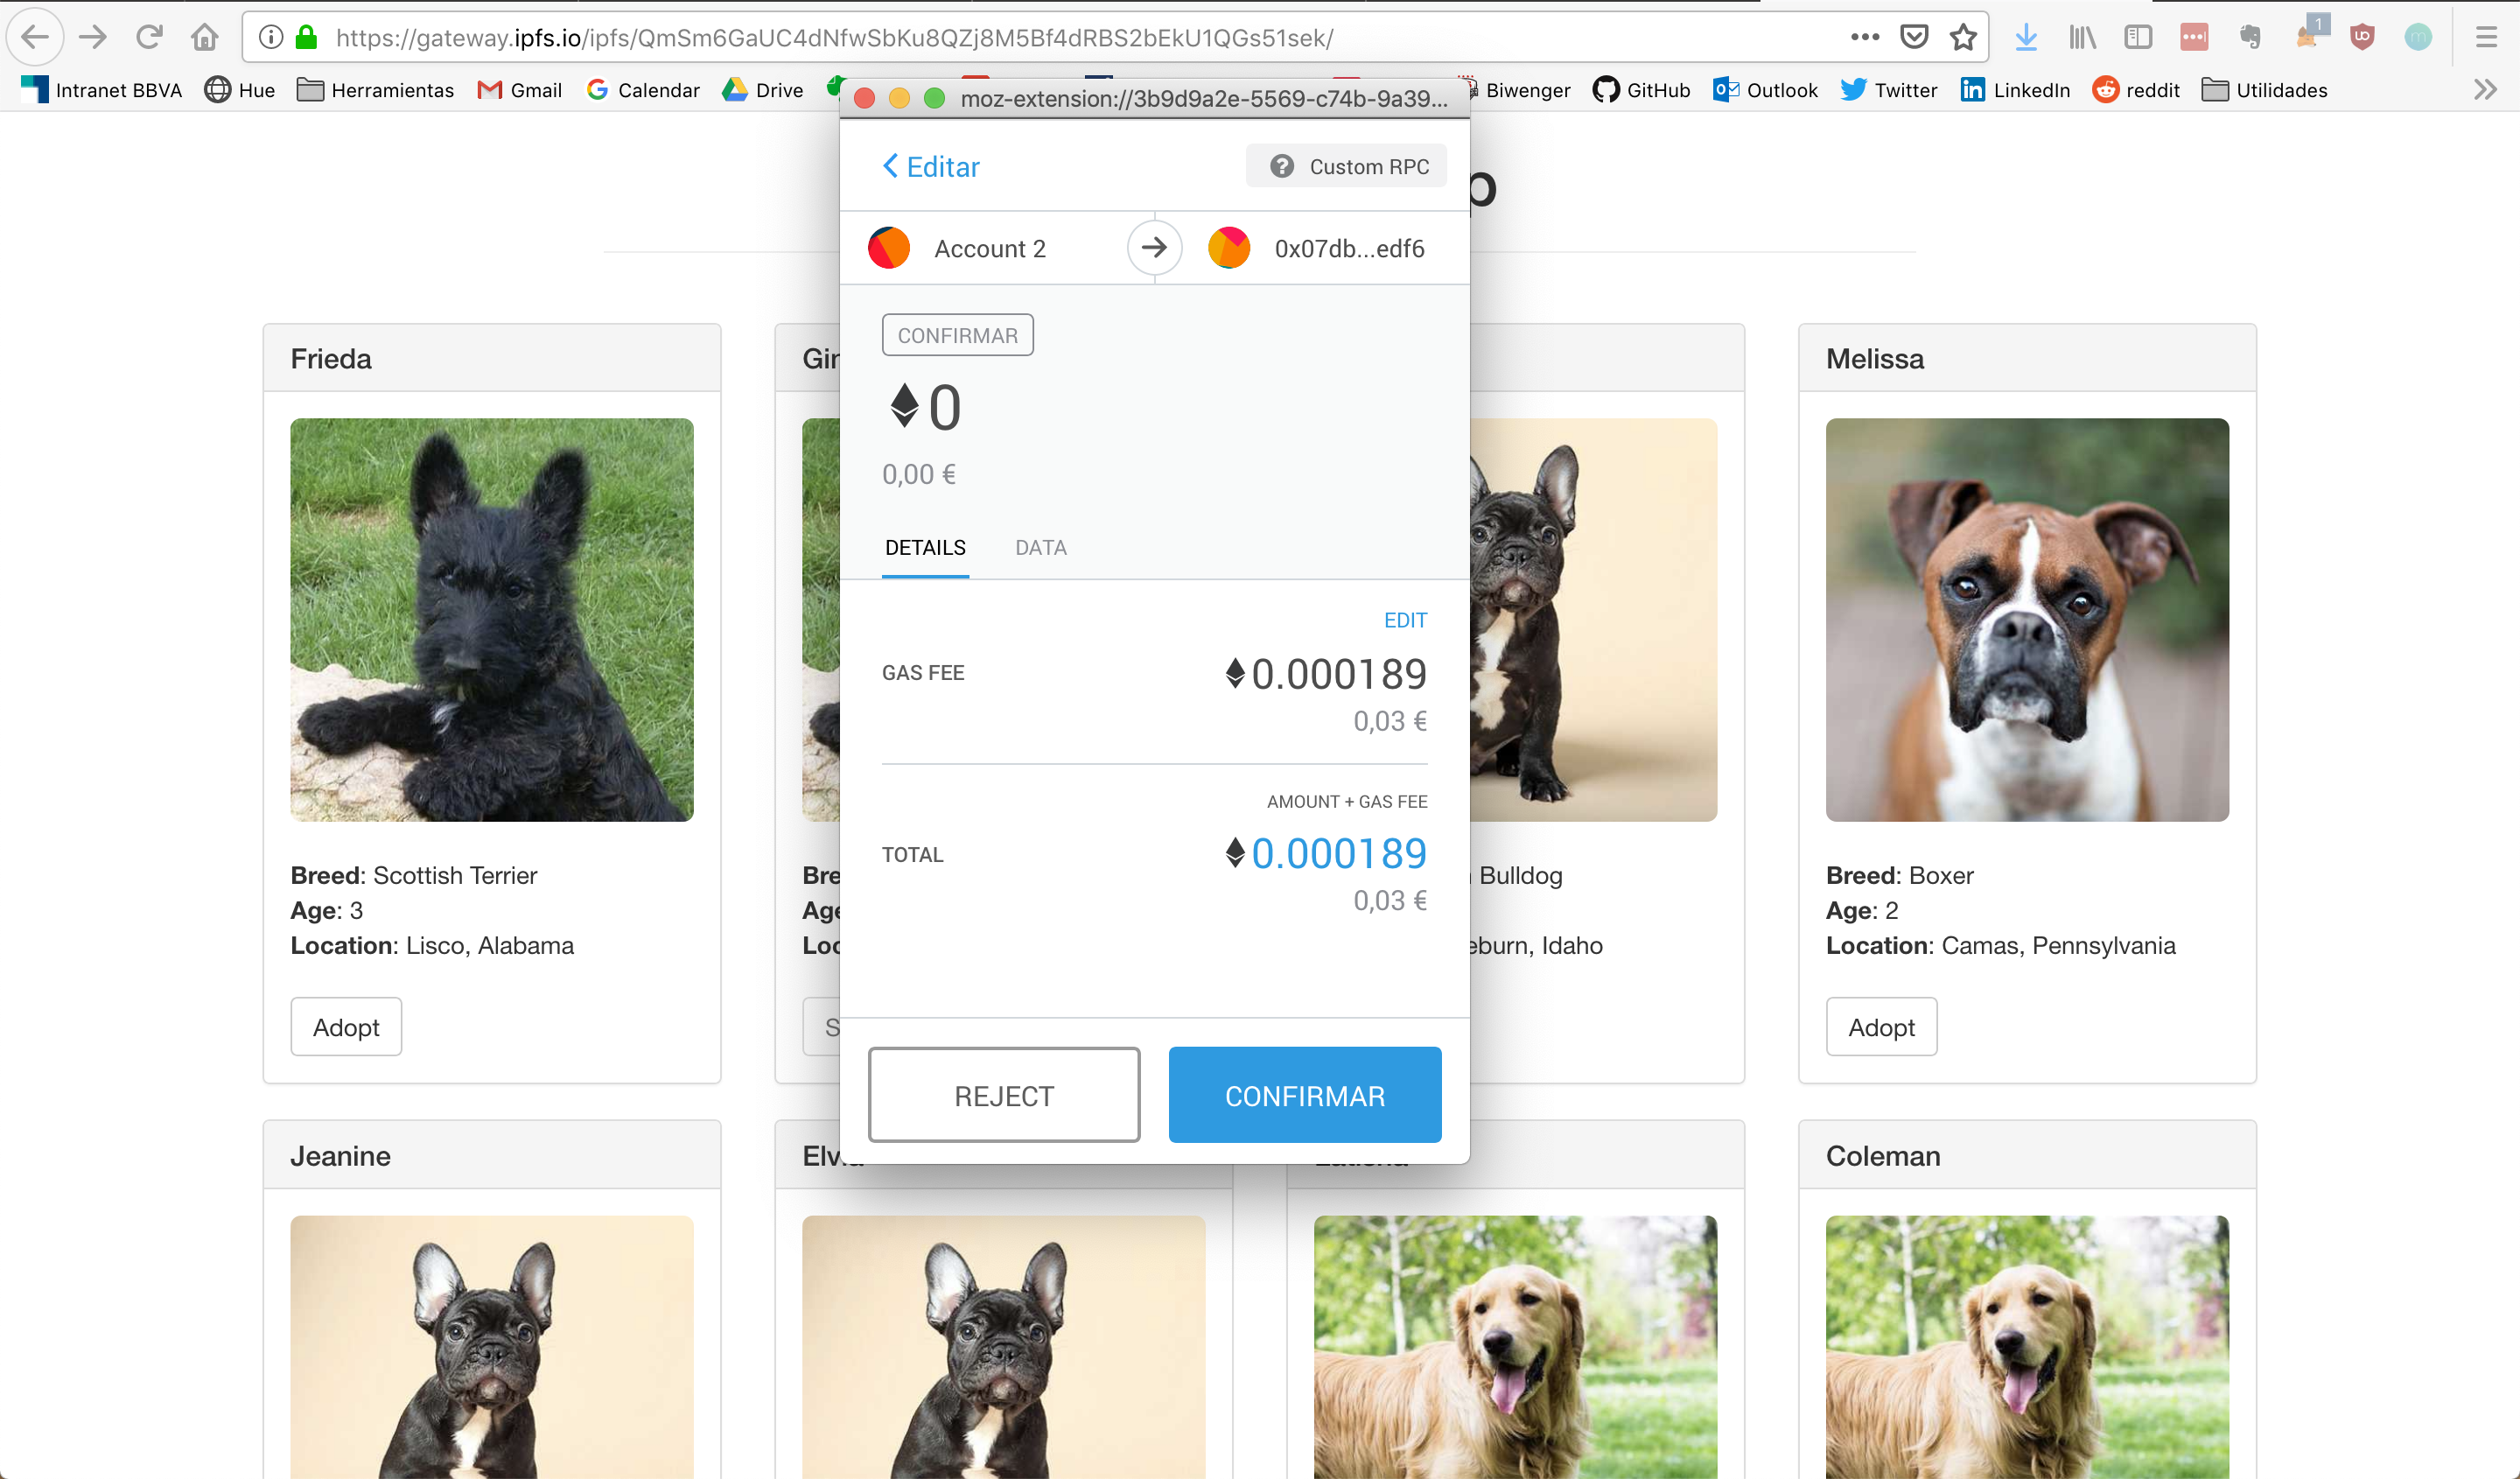 https://gateway.ipfs.io/ipfs/QmSm6GaUC4dNfwSbKu8QZj8M5Bf4dRBS2bEkU1QGs51sek/
1
Intranet BBVA Hue Herramientas Gmail Calendar Drive Biwenger GitHub Outlook Twitter LinkedIn reddit Utilidades
moz-extension://3b9d9a2e-5569-c74b-9a39...
Editar
Custom RPC
Account 2
0x07db...edf6
CONFIRMAR
0
0,00 €
DETAILS DATA
EDIT
GAS FEE
0.000189
0,03 €
AMOUNT + GAS FEE
TOTAL
0.000189
0,03 €
REJECT
CONFIRMAR
p
Frieda
Breed: Scottish Terrier
Age: 3
Location: Lisco, Alabama
Adopt
Gin
Bre
Age
Loc
S
Bulldog
eburn, Idaho
Melissa
Breed: Boxer
Age: 2
Location: Camas, Pennsylvania
Adopt
Jeanine
Coleman